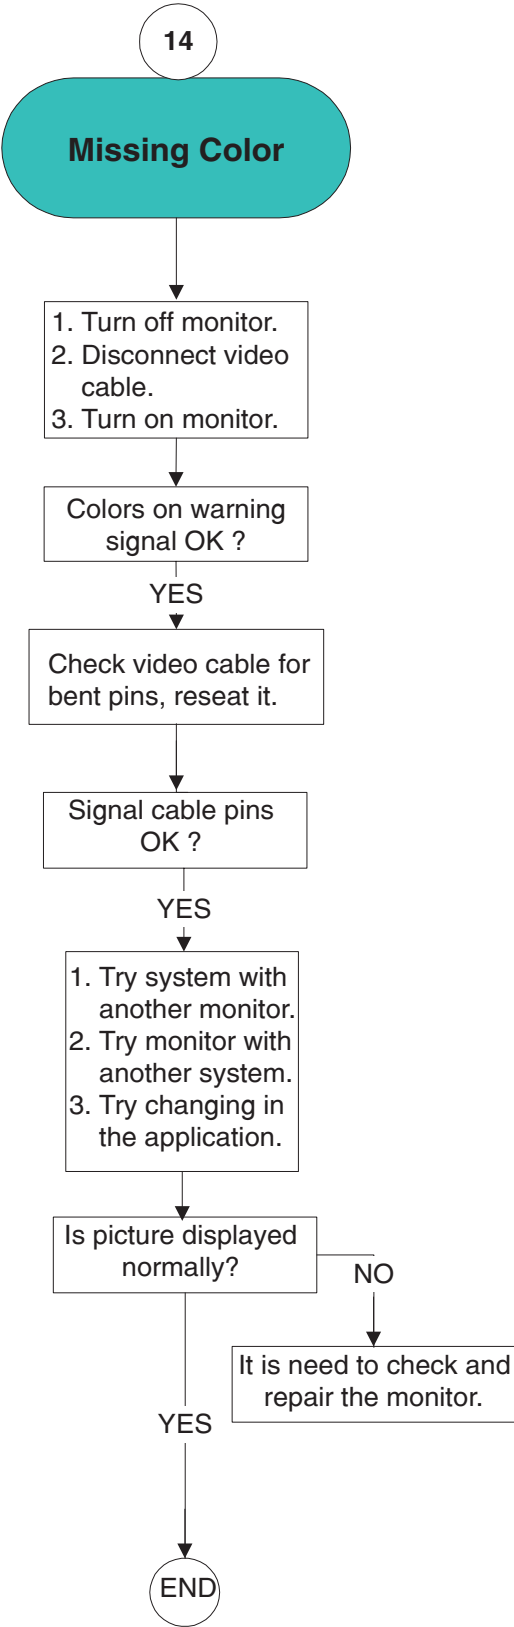 14
Missing Color
1. Turn off monitor.
2. Disconnect video
cable.
3. Turn on monitor.
Colors on warning
signal OK ?
YES
Check video cable for
bent pins, reseat it.
Signal cable pins
OK ?
YES
1. Try system with
another monitor.
2. Try monitor with
another system.
3. Try changing in
the application.
Is picture displayed
normally?
NO
It is need to check and
repair the monitor.
YES
END